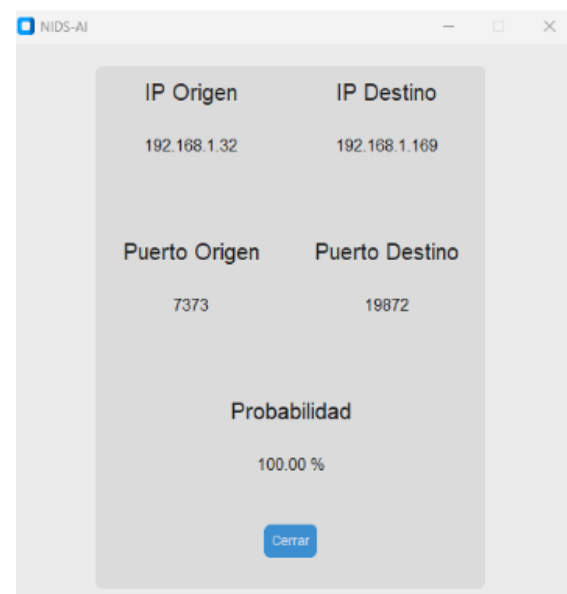 NIDS-AI
IP Origen IP Destino
192.168.1.32 192.168.1.169
Puerto Origen Puerto Destino
7373 19872
Probabilidad
100.00 %
Cerrar